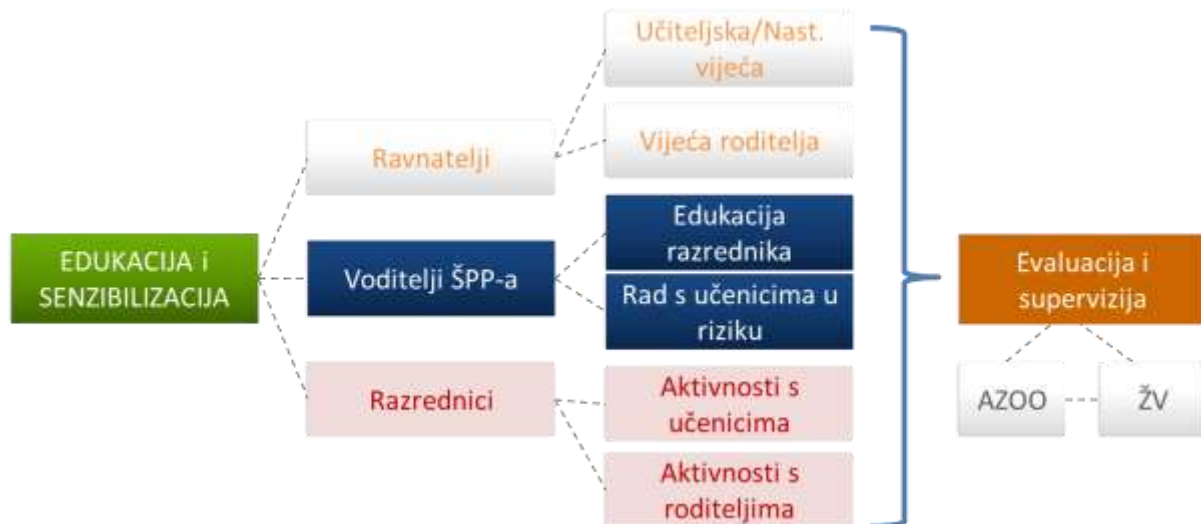 EDUKACIJA i
SENZIBILIZACIJA
Ravnatelji
Učiteljska/Nast.
vijeća
Vijeća roditelja
Voditelji ŠPP-a
Edukacija
razrednika
Rad s učenicima u
riziku
Razrednici
Aktivnosti s
učenicima
Aktivnosti s
roditeljima
Evaluacija i
supervizija
AZOO
ŽV